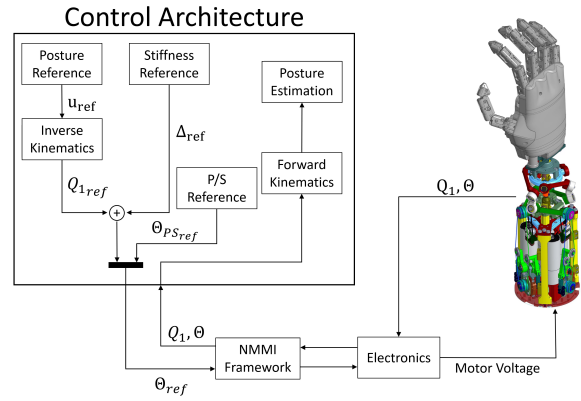 Control Architecture
Posture
Reference
Stiffness
Reference
Posture
Estimation
u_ref
Δ_ref
Inverse
Kinematics
P/S
Reference
Forward
Kinematics
Q_1ref
+
Θ_PSref
Q_1, Θ
Q_1, Θ
NMMI
Framework
Electronics
Motor Voltage
Θ_ref